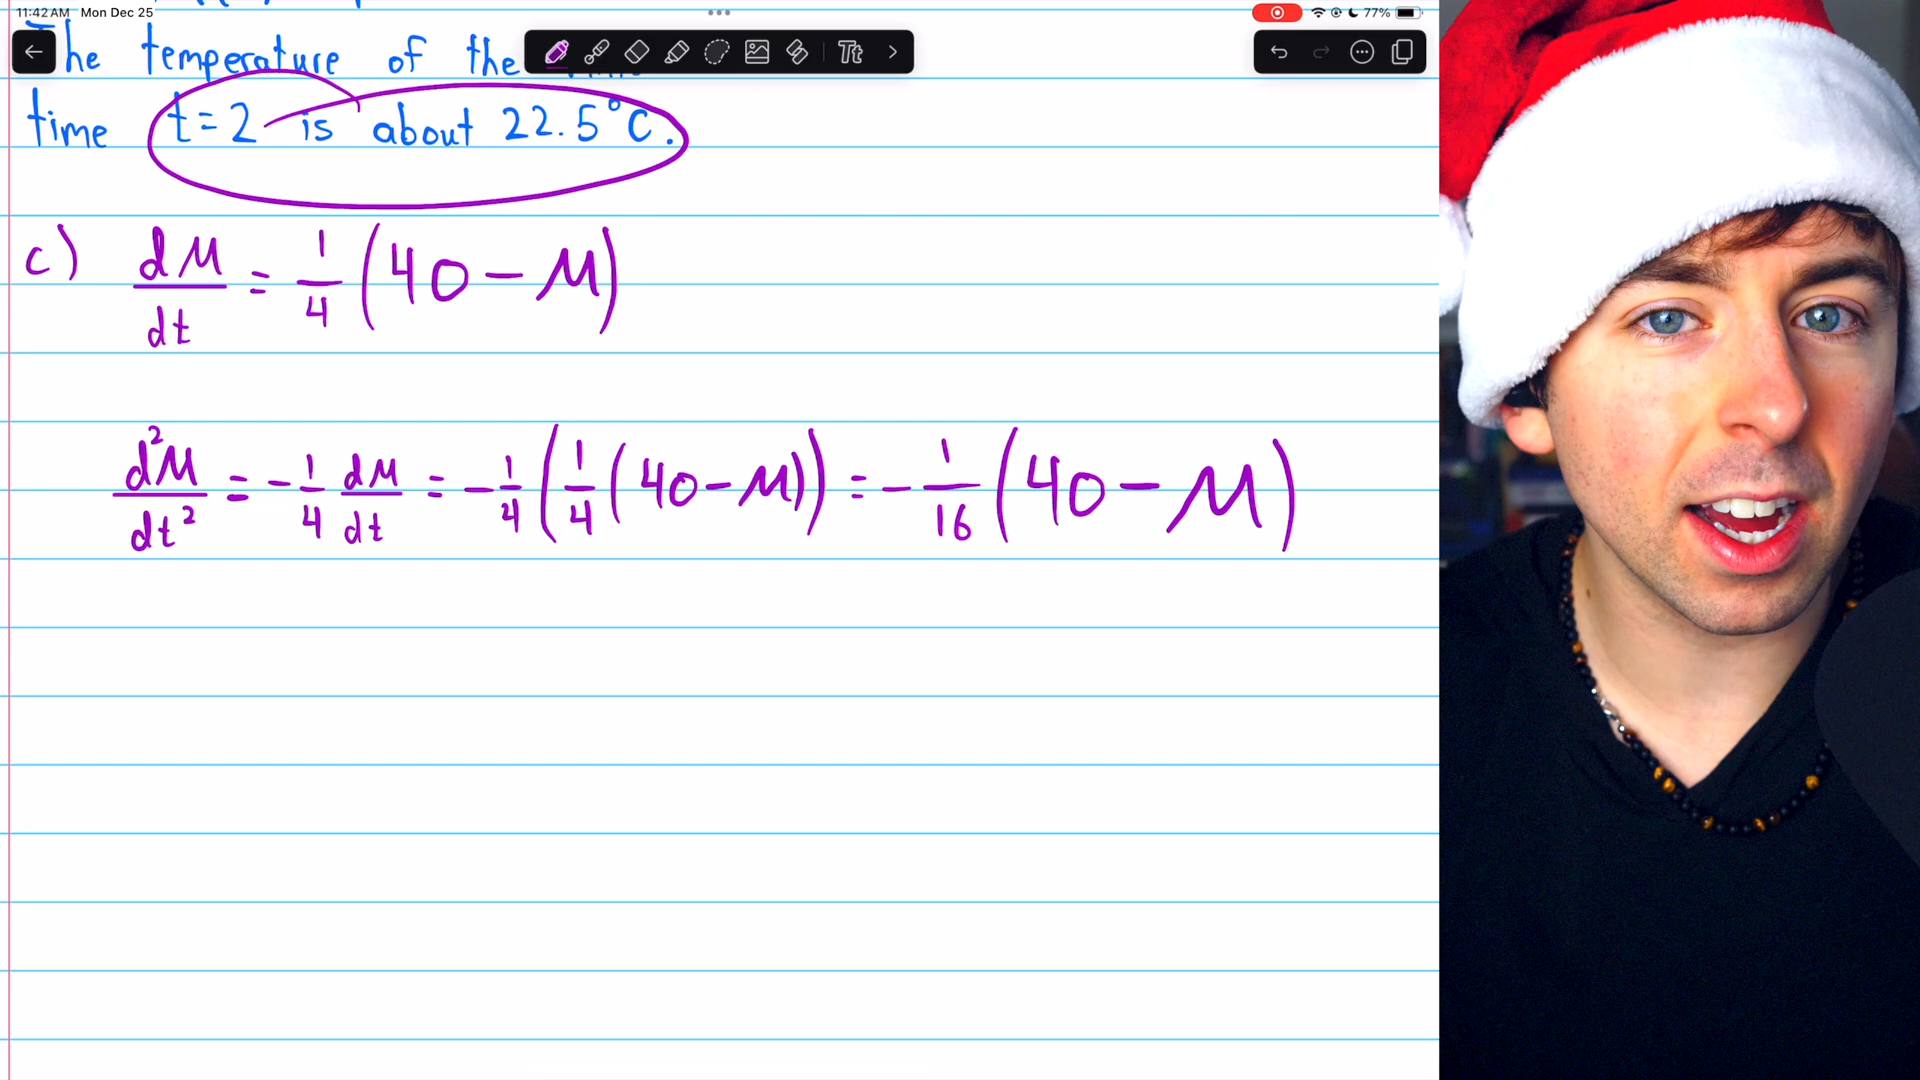 11:42 AM Mon Dec 25
77%
The temperature of the
time t = 2 is about 22.5°C.
Tt
c) dM/dt = 1/4 (40 - M)
d²M/dt² = -1/4 dM/dt = -1/4 (1/4 (40 - M)) = -1/16 (40 - M)